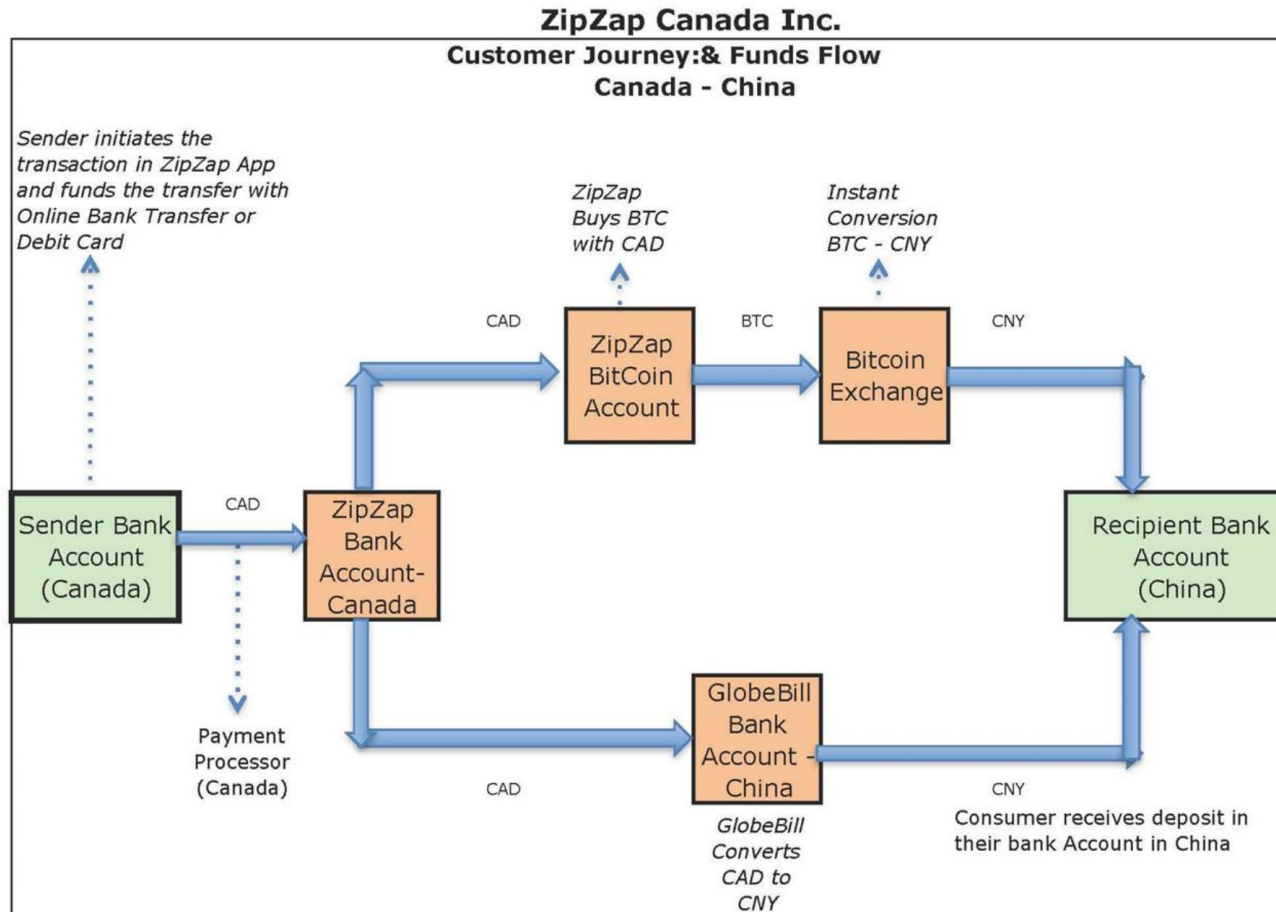 ZipZap Canada Inc.
Customer Journey:& Funds Flow
Canada - China
Sender initiates the
transaction in ZipZap App
and funds the transfer with
Online Bank Transfer or
Debit Card
ZipZap
Buys BTC
with CAD
Instant
Conversion
BTC - CNY
CAD
ZipZap
BitCoin
Account
BTC
Bitcoin
Exchange
CNY
Sender Bank
Account
(Canada)
CAD
ZipZap
Bank
Account-
Canada
Recipient Bank
Account
(China)
Payment
Processor
(Canada)
CAD
GlobeBill
Bank
Account -
China
CNY
GlobeBill
Converts
CAD to
CNY
Consumer receives deposit in
their bank Account in China